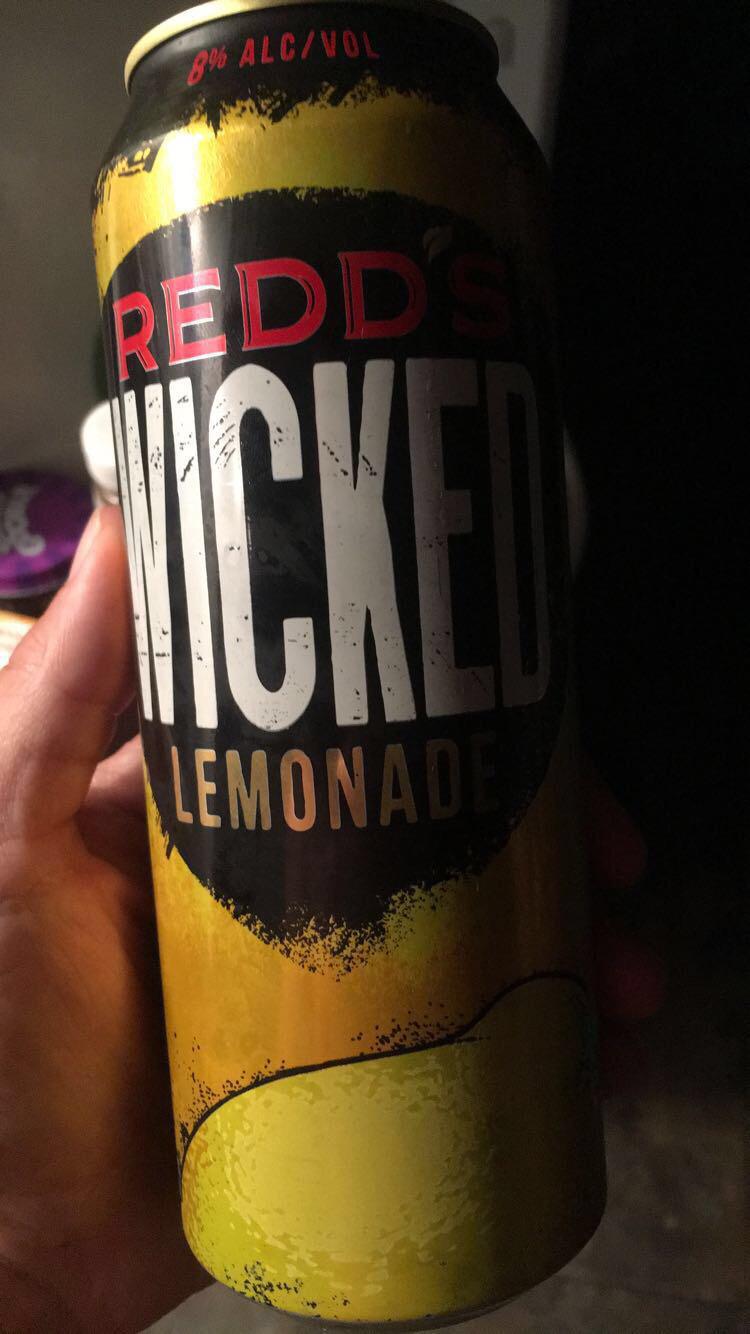 8% ALC/VOL
REDD'S
WICKED
LEMONADE